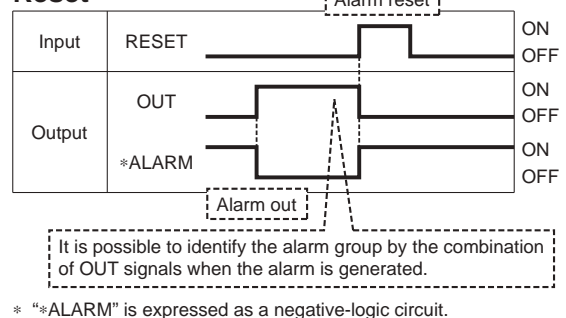 Reset
Alarm reset
Input RESET ON
OFF
Output OUT ON
OFF
∗ALARM ON
OFF
Alarm out
It is possible to identify the alarm group by the combination
of OUT signals when the alarm is generated.
∗ “∗ALARM” is expressed as a negative-logic circuit.